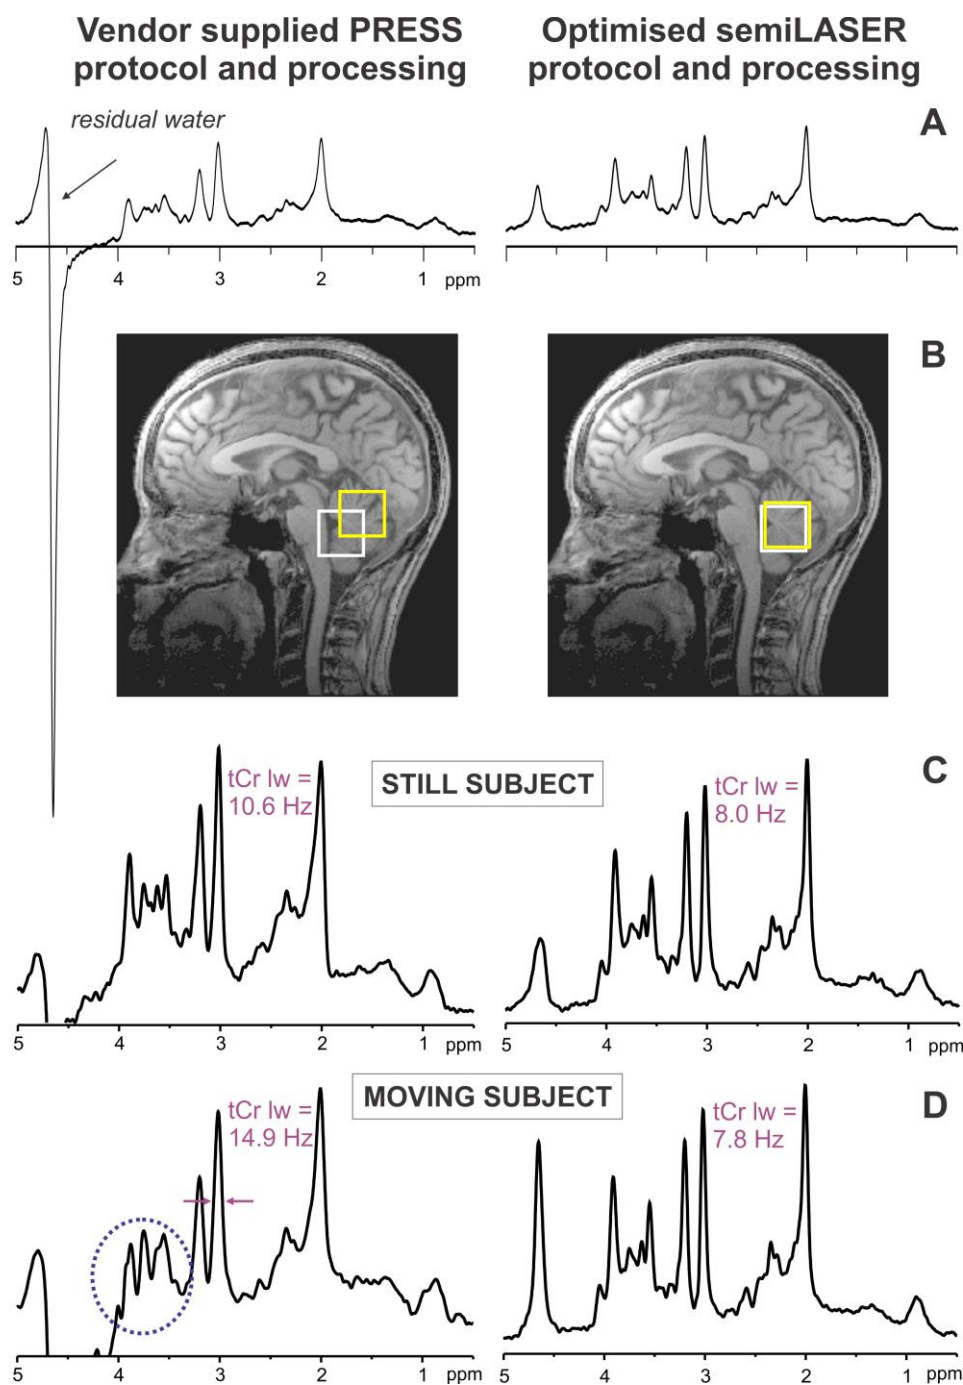 Vendor supplied PRESS
protocol and processing
Optimised semiLASER
protocol and processing
A
residual water
5 4 3 2 1 ppm
B
C
STILL SUBJECT
tCr lw =
10.6 Hz
tCr lw =
8.0 Hz
5 4 3 2 1 ppm
5 4 3 2 1 ppm
D
MOVING SUBJECT
tCr lw =
14.9 Hz
tCr lw =
7.8 Hz
5 4 3 2 1 ppm
5 4 3 2 1 ppm